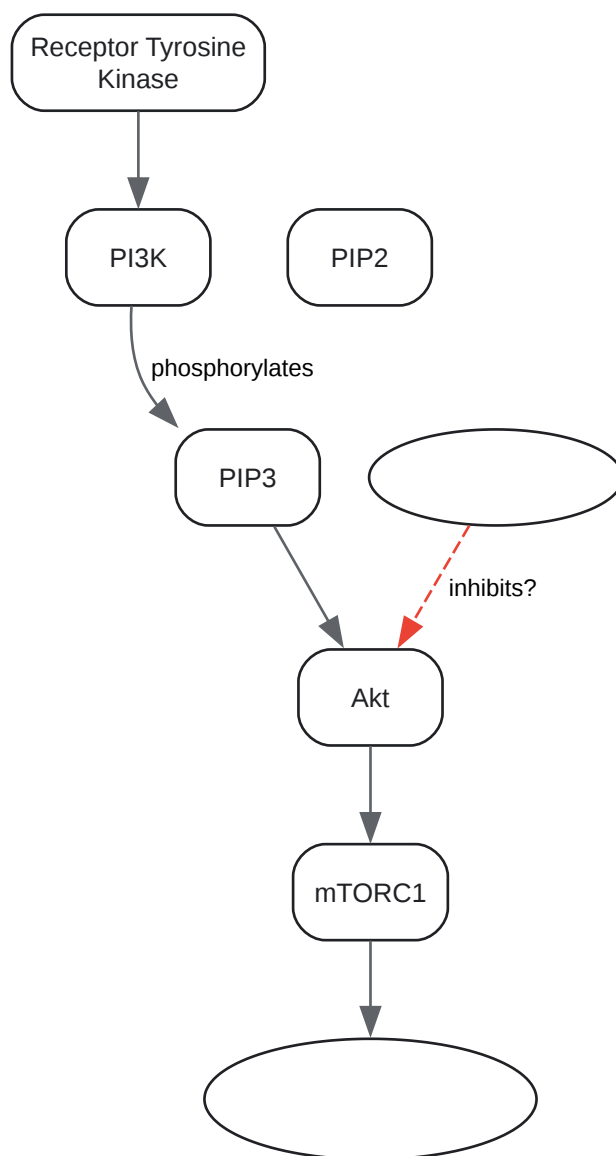 Receptor Tyrosine
Kinase
PI3K
PIP2
phosphorylates
PIP3
inhibits?
Akt
mTORC1